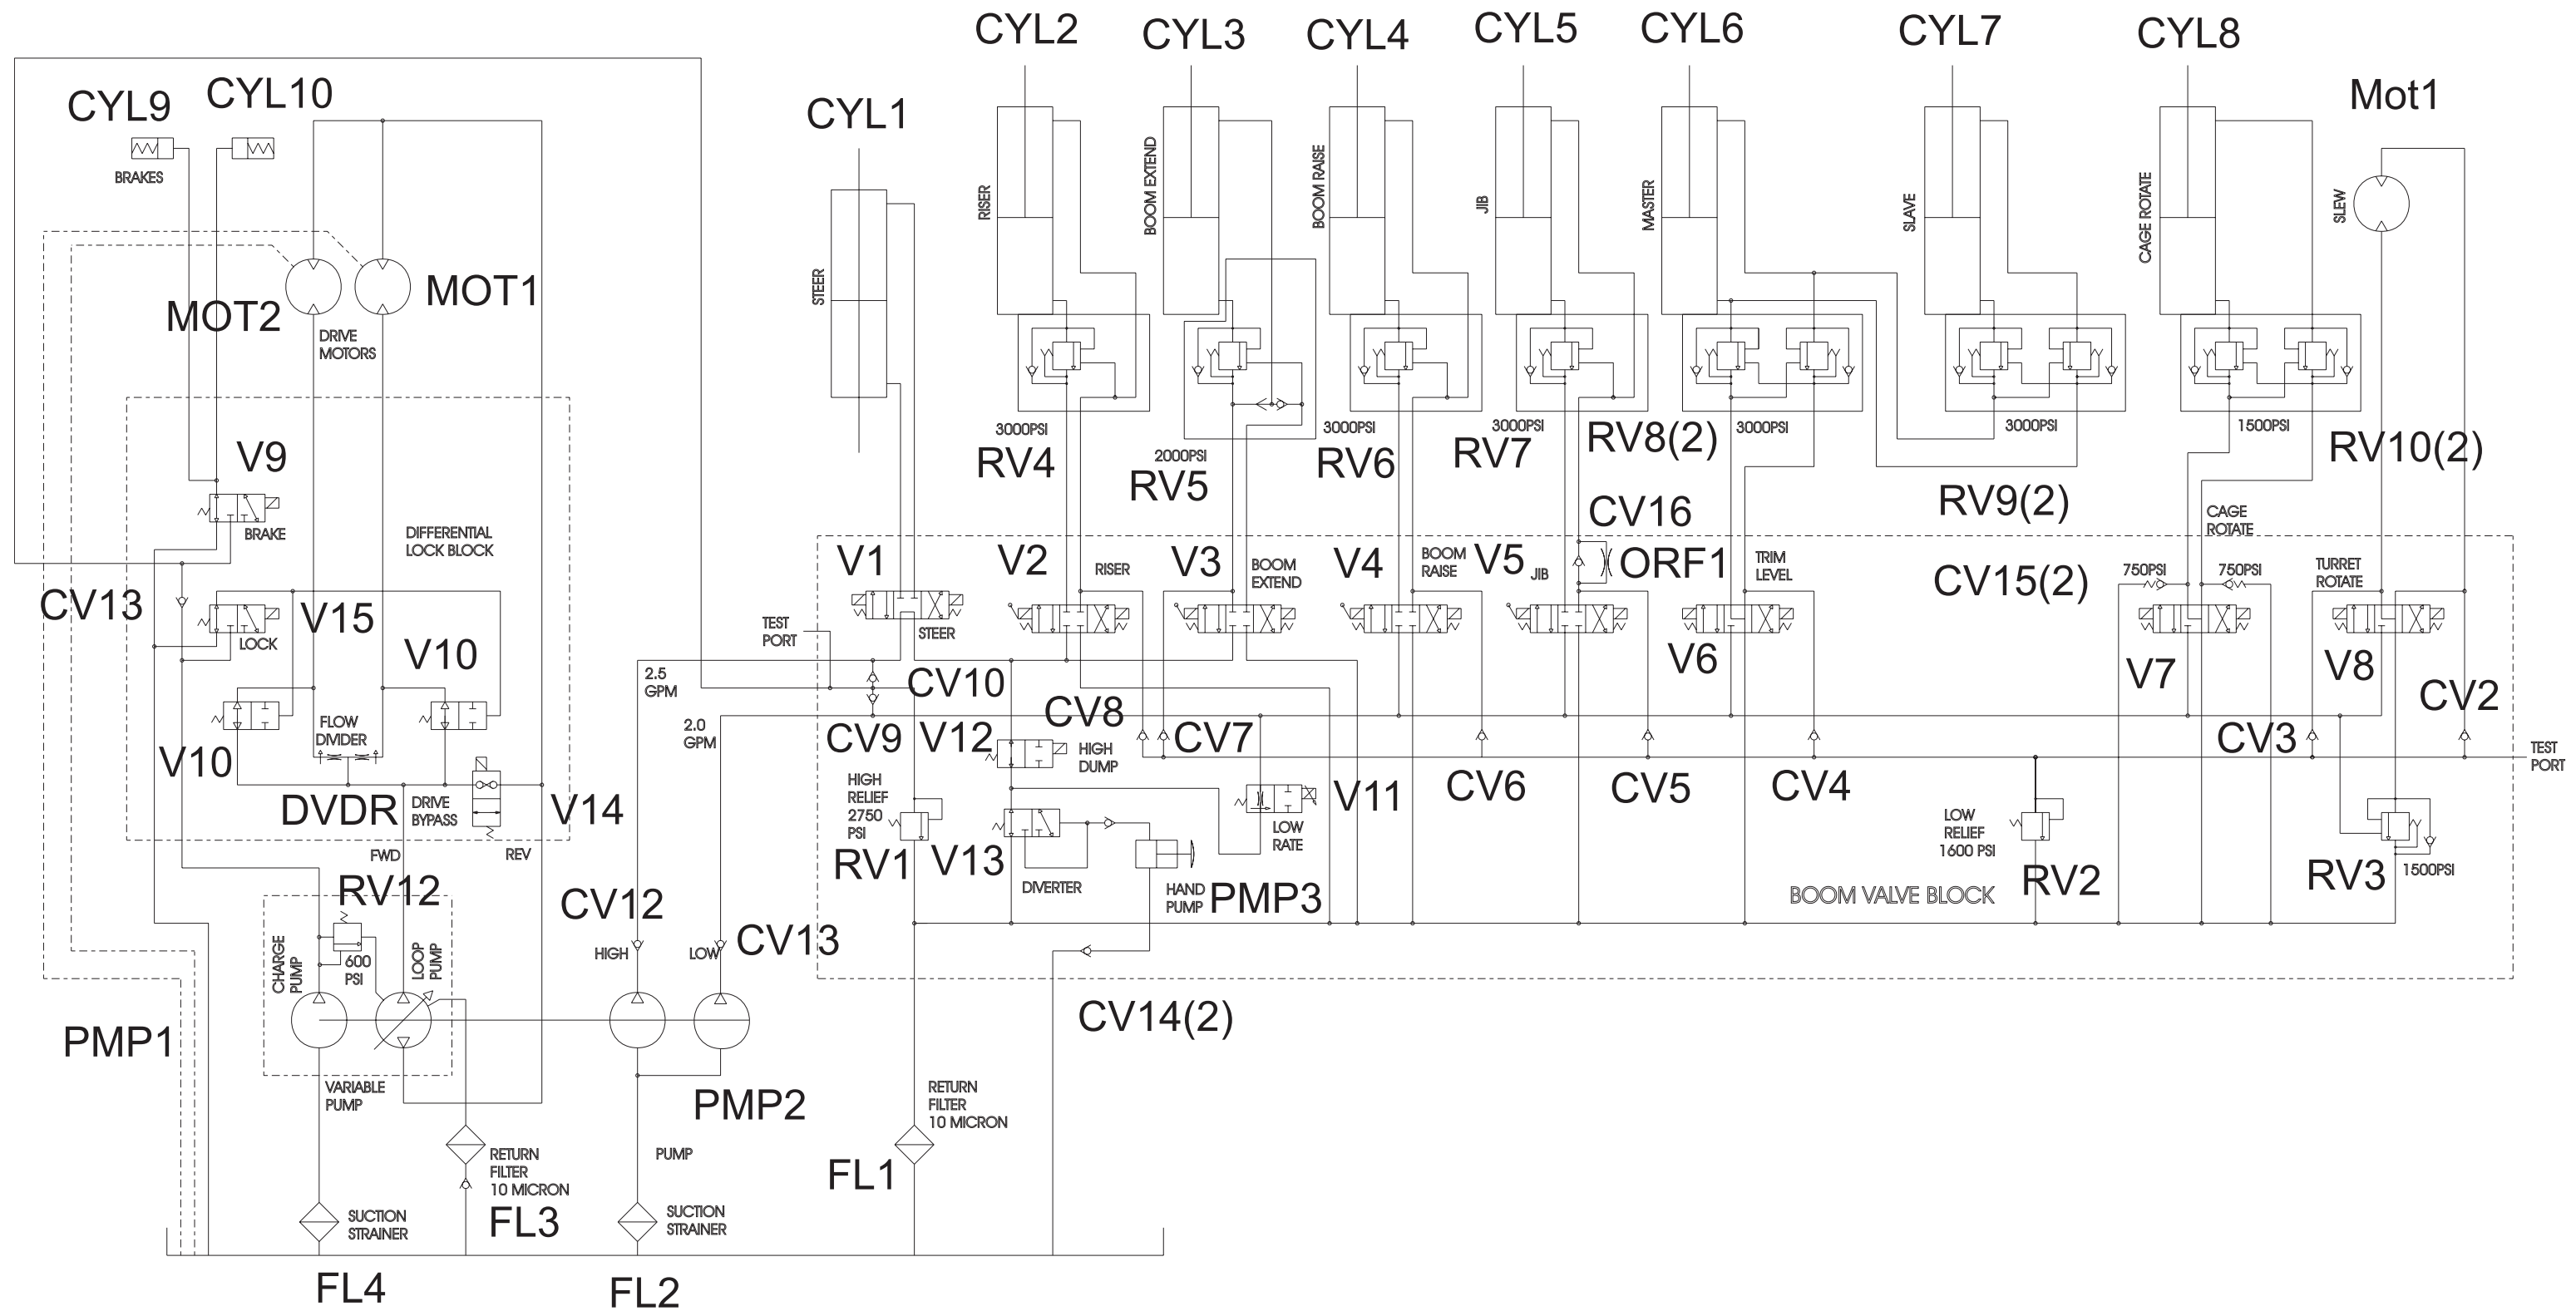 CYL2
CYL3
CYL4
CYL5
CYL6
CYL7
CYL8
Mot1
CYL9
CYL10
CYL1
BRAKES
RISER
BOOM EXTEND
BOOM RAISE
JIB
MASTER
SLAVE
CAGE ROTATE
SLEW
STEER
MOT2
MOT1
DRIVE
MOTORS
3000PSI
RV4
2000PSI
RV5
3000PSI
RV6
3000PSI
RV7
RV8(2)
3000PSI
3000PSI
RV9(2)
1500PSI
RV10(2)
V9
BRAKE
DIFFERENTIAL
LOCK BLOCK
CV16
CAGE
ROTATE
V1
STEER
V2
RISER
V3
BOOM
EXTEND
V4
BOOM
RAISE
V5
JIB
ORF1
TRIM
LEVEL
V6
CV15(2)
750PSI
750PSI
TURRET
ROTATE
V7
V8
CV13
LOCK
V15
V10
TEST
PORT
2.5
GPM
CV10
2.0
GPM
CV9
V12
CV8
CV7
HIGH
DUMP
V10
FLOW
DIVIDER
DVDR
DRIVE
BYPASS
V14
FWD
REV
HIGH
RELIEF
2750
PSI
RV1
V13
DIVERTER
HAND
PUMP
PMP3
LOW
RATE
V11
CV6
CV5
CV4
CV3
CV2
TEST
PORT
LOW
RELIEF
1600 PSI
RV2
RV3
1500PSI
BOOM VALVE BLOCK
RV12
CHARGE
PUMP
600
PSI
LOOP
PUMP
CV12
HIGH
LOW
CV13
CV14(2)
PMP1
VARIABLE
PUMP
PMP2
RETURN
FILTER
10 MICRON
FL1
RETURN
FILTER
10 MICRON
FL3
PUMP
SUCTION
STRAINER
SUCTION
STRAINER
FL4
FL2